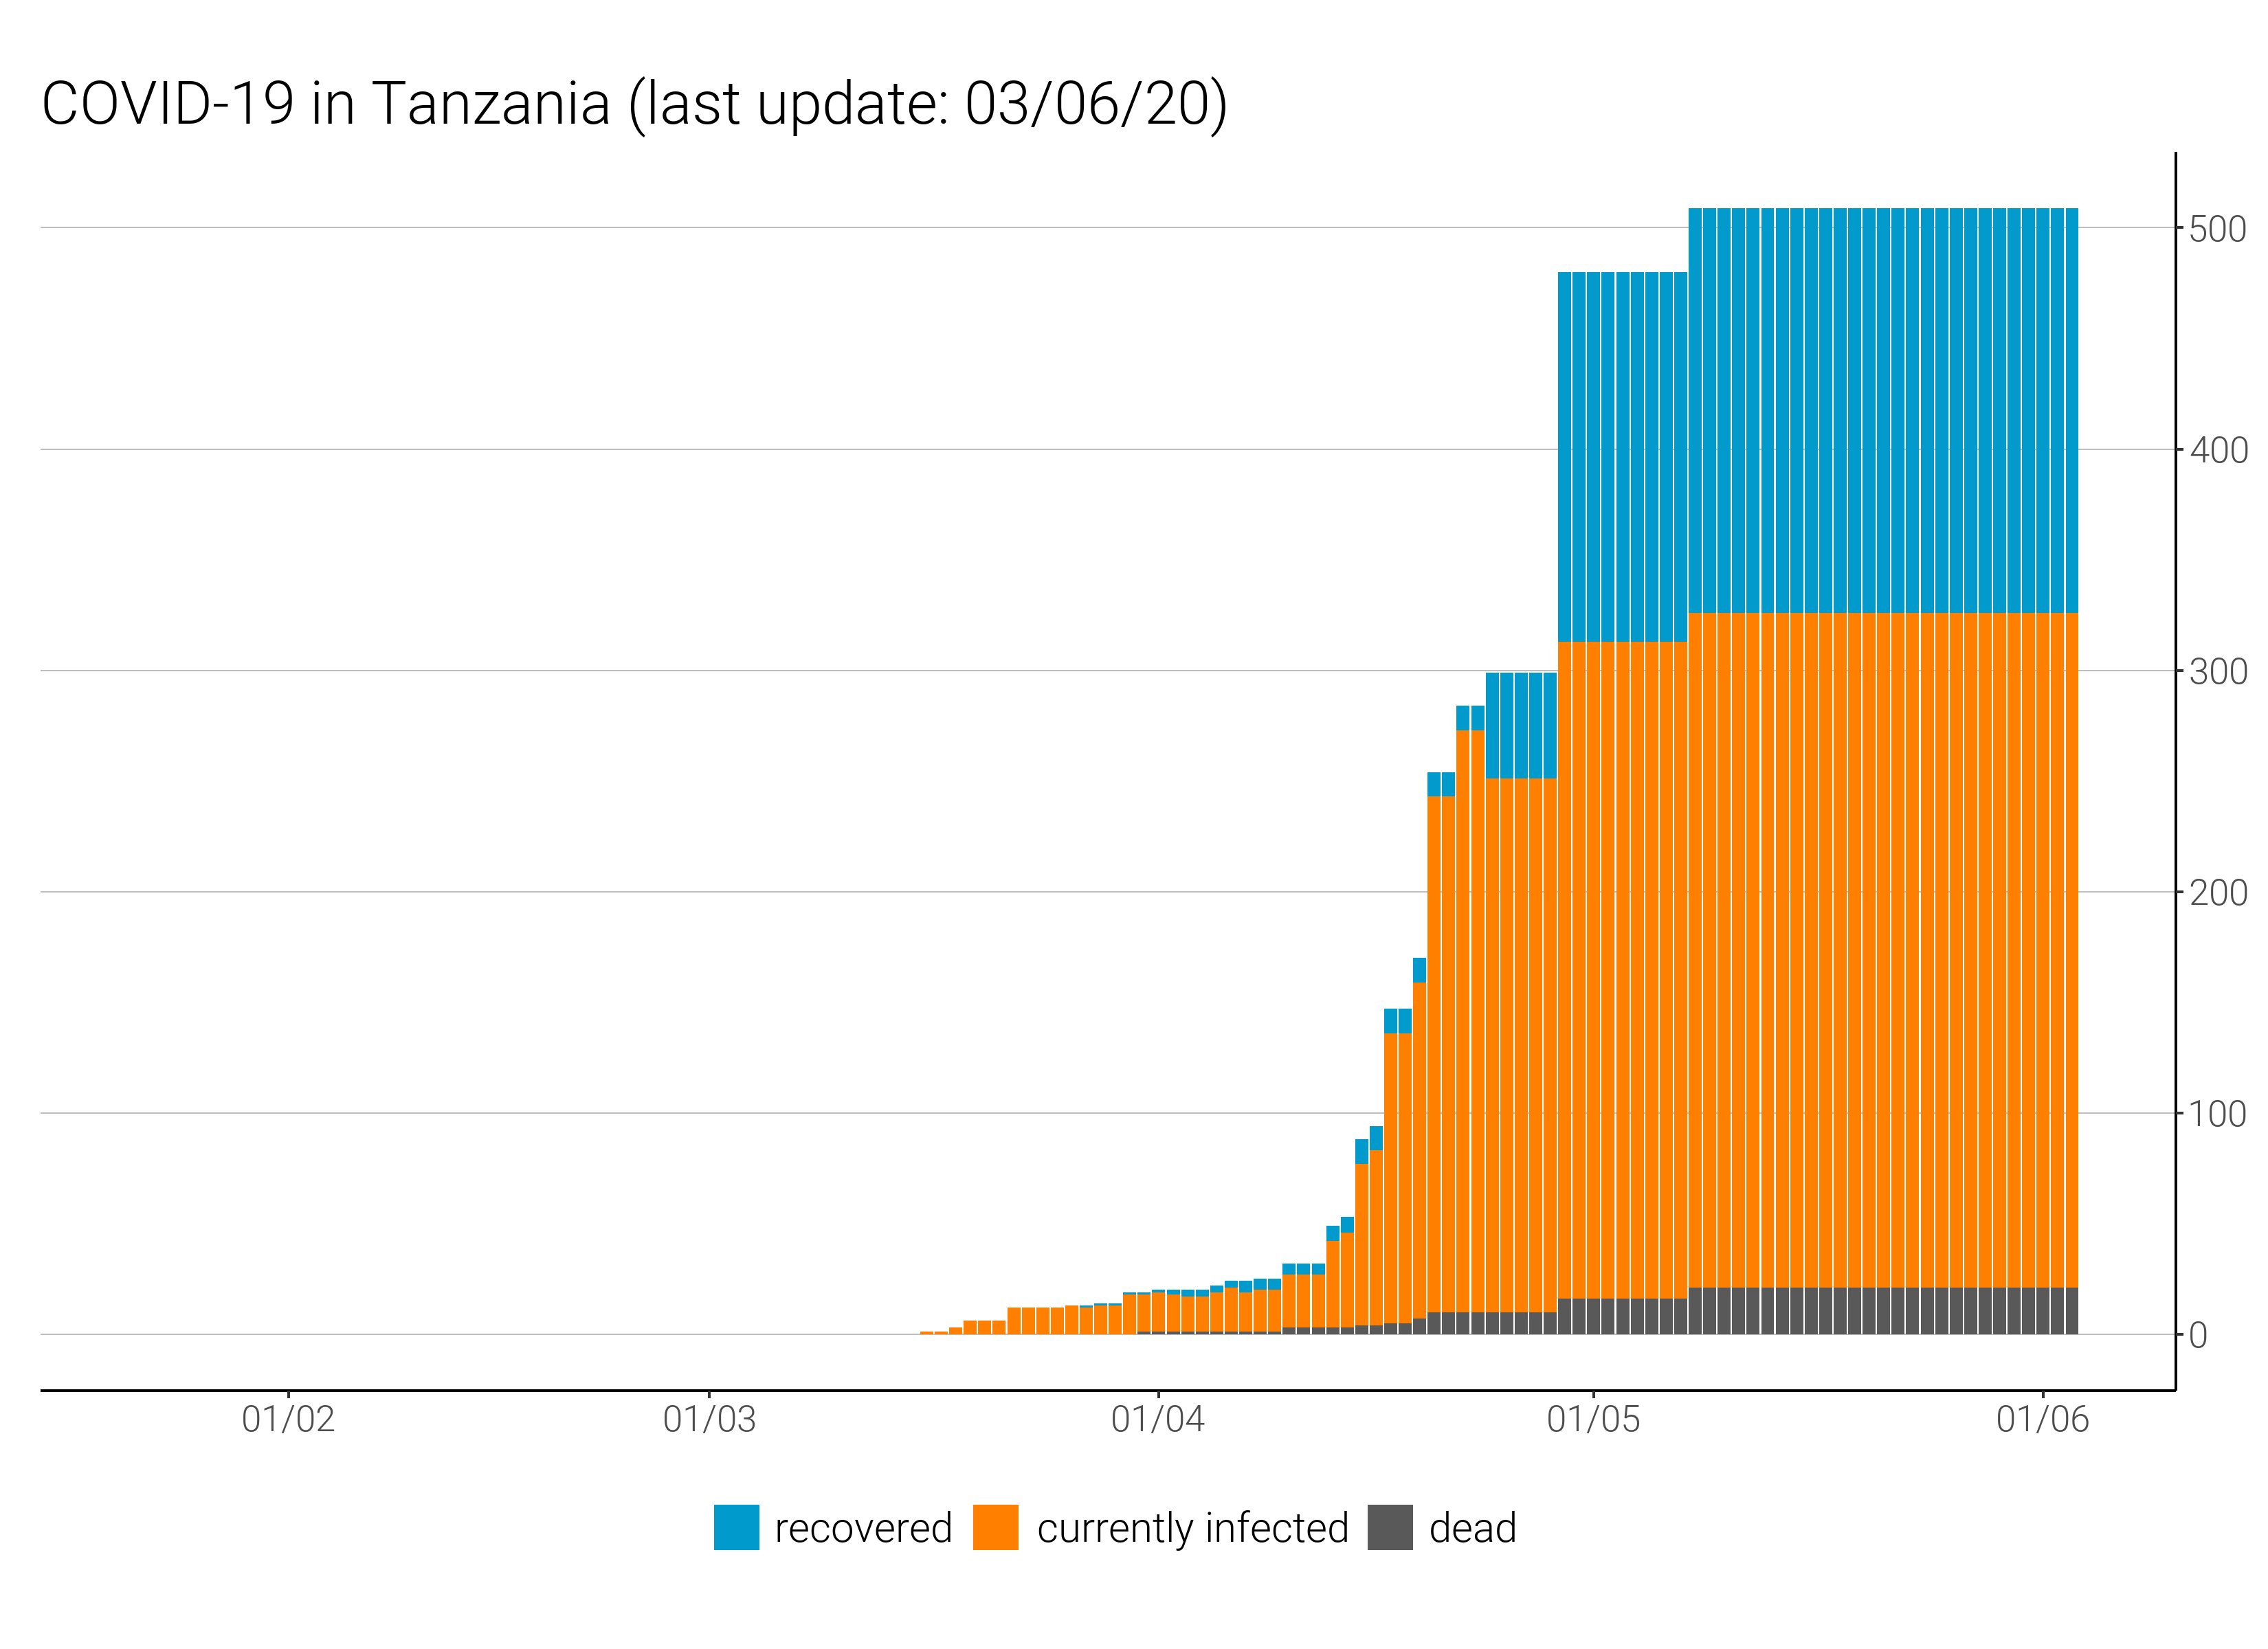 COVID-19 in Tanzania (last update: 03/06/20)
500
400
300
200
100
0
01/02 01/03 01/04 01/05 01/06
recovered currently infected dead